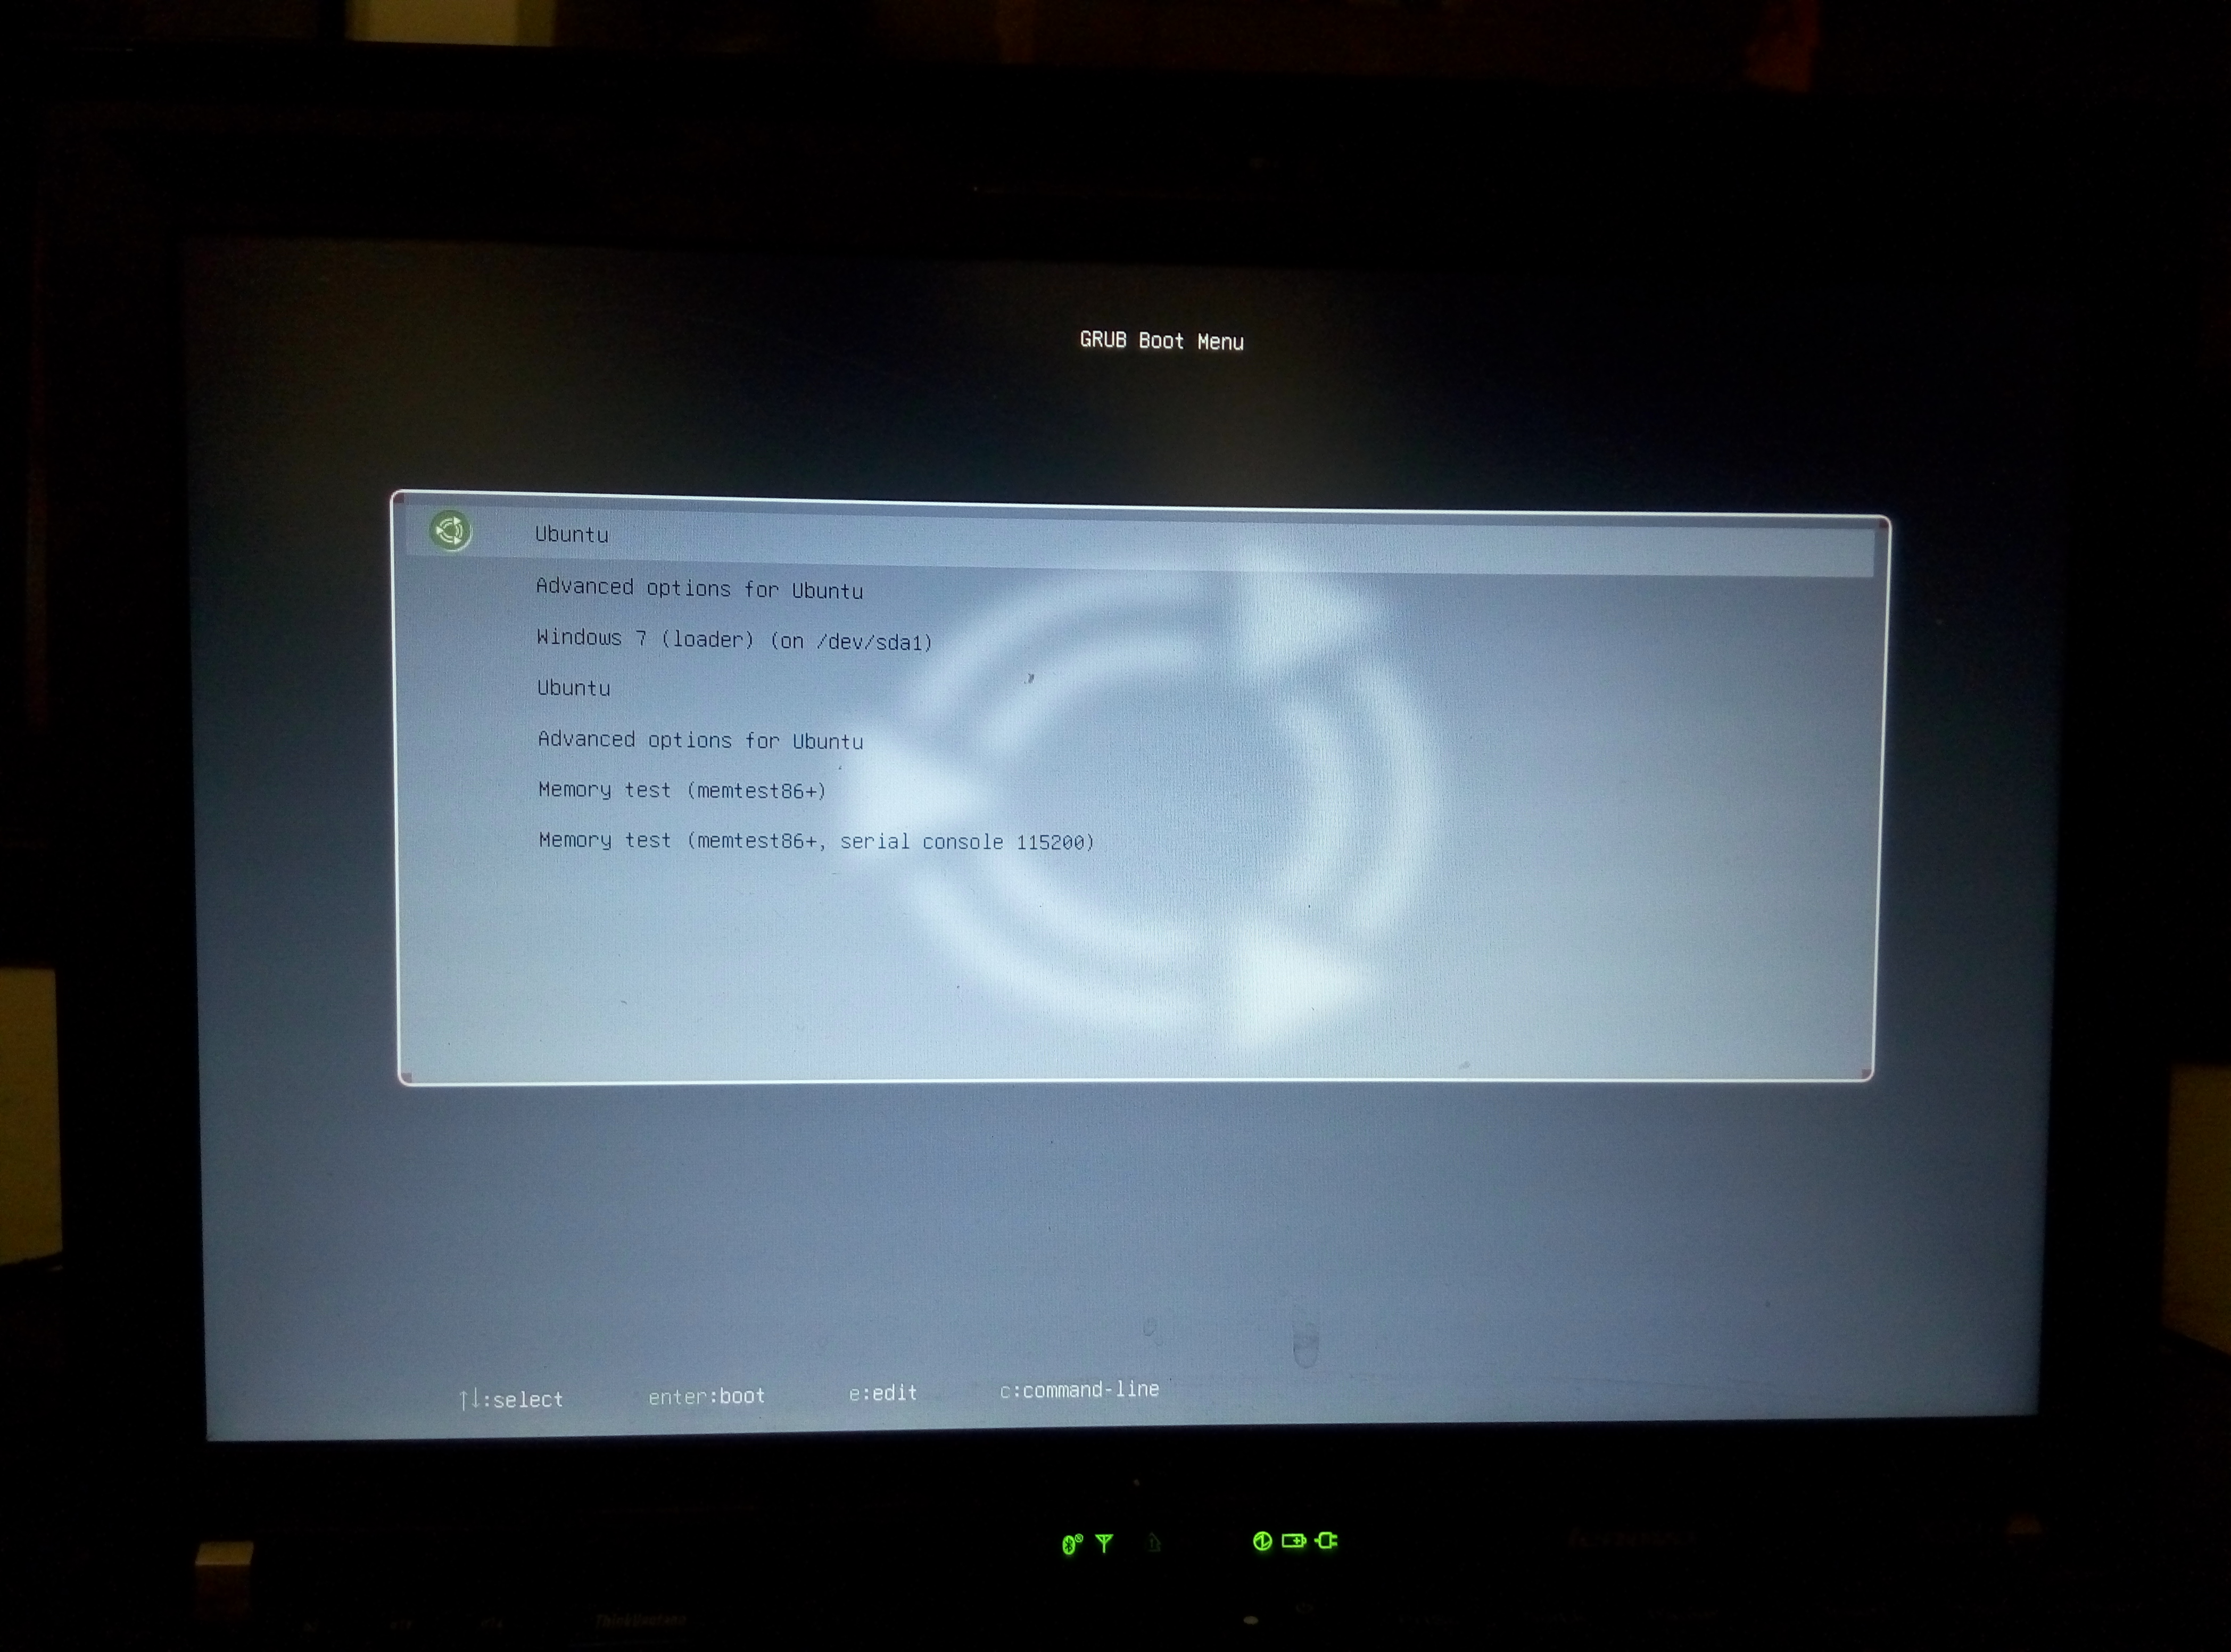 GRUB Boot Menu
Ubuntu
Advanced options for Ubuntu
Windows 7 (loader) (on /dev/sda1)
Ubuntu
Advanced options for Ubuntu
Memory test (memtest86+)
Memory test (memtest86+, serial console 115200)
↑↓:select enter:boot e:edit c:command-line
ThinkVantage